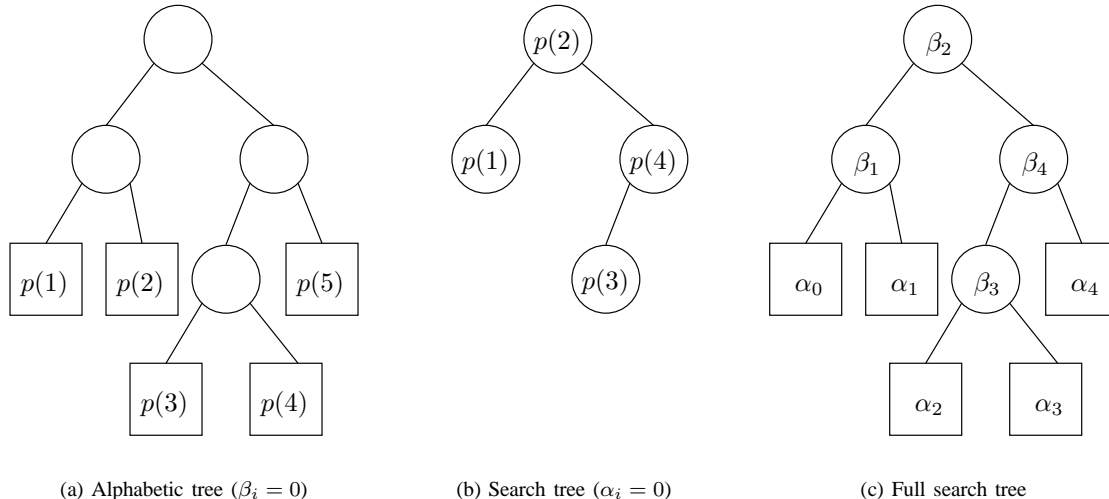 p(2)
β₂
p(1)
p(4)
β₁
β₄
p(1)
p(2)
p(5)
p(3)
α₀
α₁
β₃
α₄
p(3)
p(4)
α₂
α₃
(a) Alphabetic tree (βᵢ = 0)
(b) Search tree (αᵢ = 0)
(c) Full search tree